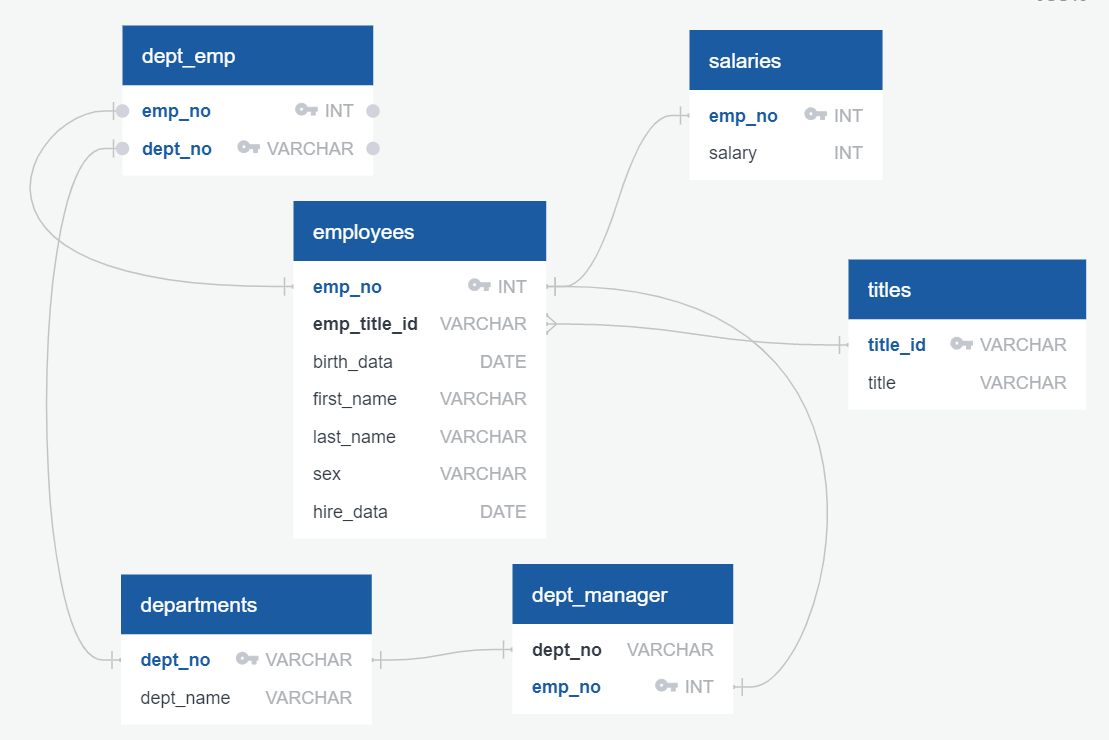 dept_emp
emp_no INT
dept_no VARCHAR
salaries
emp_no INT
salary INT
employees
emp_no INT
emp_title_id VARCHAR
birth_data DATE
first_name VARCHAR
last_name VARCHAR
sex VARCHAR
hire_data DATE
titles
title_id VARCHAR
title VARCHAR
departments
dept_no VARCHAR
dept_name VARCHAR
dept_manager
dept_no VARCHAR
emp_no INT